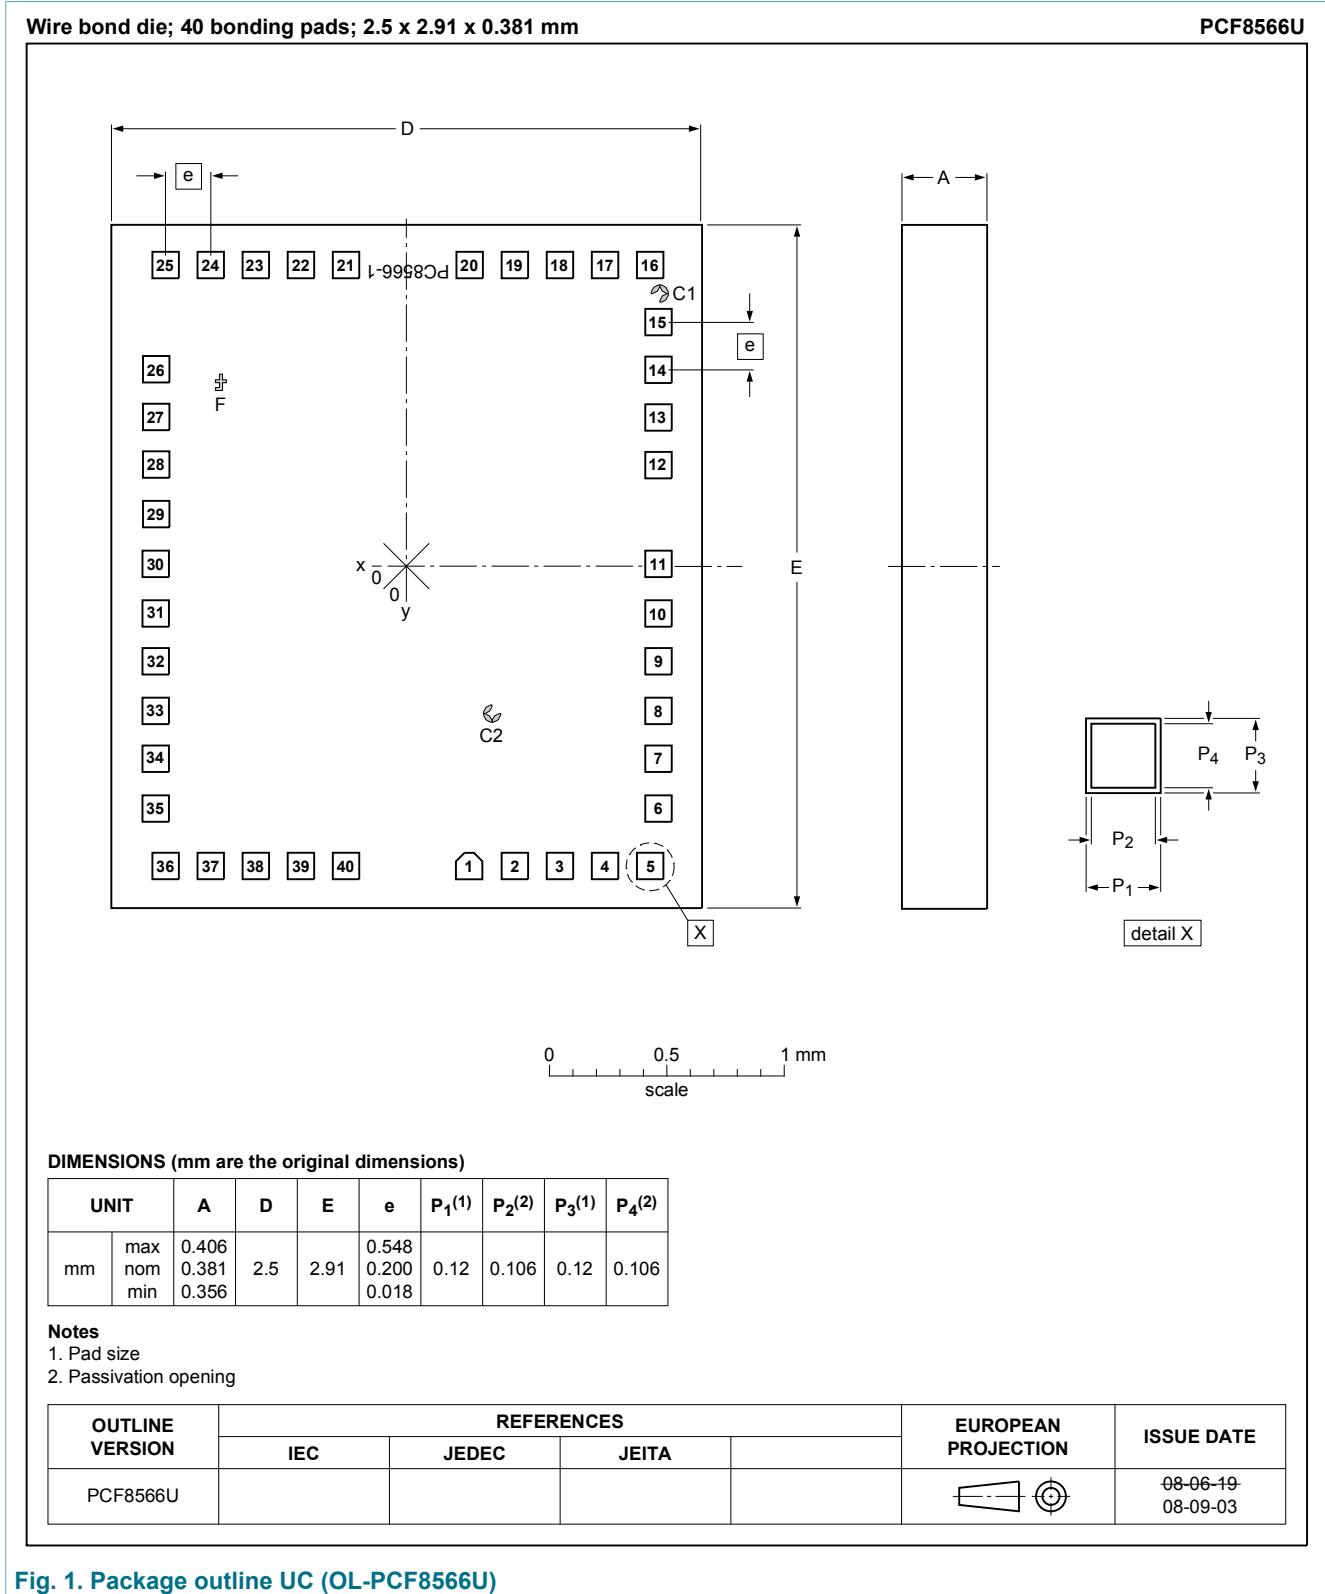 Wire bond die; 40 bonding pads; 2.5 x 2.91 x 0.381 mm PCF8566U
D
e A
25 24 23 22 21 PC8566-1 20 19 18 17 16
C1
15
e
26 14
F
27 13
28 12
29
x 0 30 11 E
0
y
31 10
32 9
33 8
C2
34 7
P4 P3
35 6
P2
36 37 38 39 40 1 2 3 4 5
P1
X detail X
0 0.5 1 mm
scale
DIMENSIONS (mm are the original dimensions)
UNIT A D E e P1(1) P2(2) P3(1) P4(2)
max 0.406 0.548
mm nom 0.381 2.5 2.91 0.200 0.12 0.106 0.12 0.106
min 0.356 0.018
Notes
1. Pad size
2. Passivation opening
OUTLINE VERSION REFERENCES EUROPEAN PROJECTION ISSUE DATE
IEC JEDEC JEITA
PCF8566U 08-06-19
08-09-03
Fig. 1. Package outline UC (OL-PCF8566U)